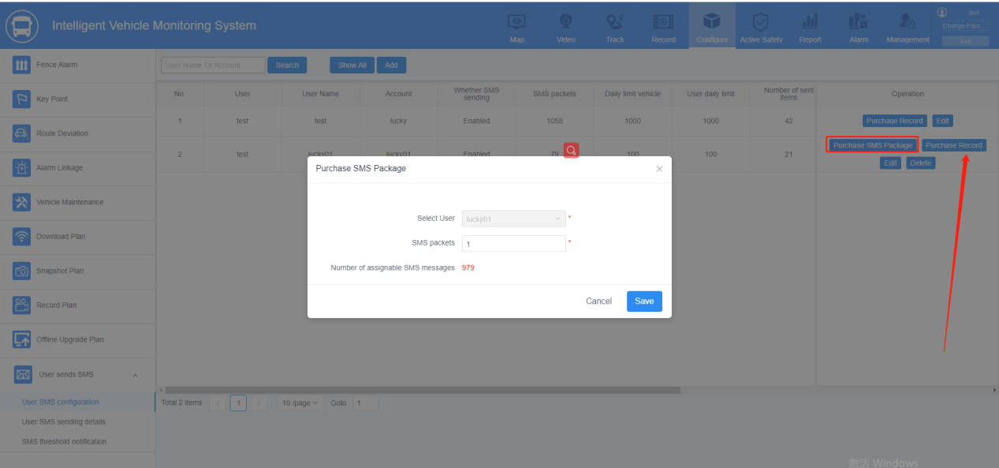 Intelligent Vehicle Monitoring System
Map
Video
Track
Record
Configure
Active Safety
Report
Alarm
Management
test
Change Pass
Exit
Fence Alarm
Key Point
Route Deviation
Alarm Linkage
Vehicle Maintenance
Download Plan
Snapshot Plan
Record Plan
Offline Upgrade Plan
User sends SMS
User SMS configuration
User SMS sending details
SMS threshold notification
User Name Or Account
Search
Show All
Add
No. User User Name Account Whether SMS sending SMS packets Daily limit vehicle User daily limit Number of sent items Operation
1 test test lucky Enabled 1058 1000 1000 42 Purchase Record Edit
2 test lucky01 lucky01 Enabled 79 100 100 21 Purchase SMS Package Purchase Record
Edit Delete
Purchase SMS Package
Select User lucky01 *
SMS packets 1 *
Number of assignable SMS messages 979
Cancel Save
Total 2 items < 1 > 10 /page Goto 1
激活 Windows